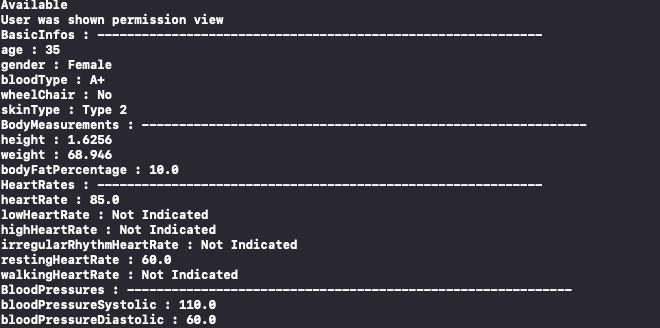 Available
User was shown permission view
BasicInfos : ------------------------------------------------------------
age : 35
gender : Female
bloodType : A+
wheelChair : No
skinType : Type 2
BodyMeasurements : ------------------------------------------------------------
height : 1.6256
weight : 68.946
bodyFatPercentage : 10.0
HeartRates : ------------------------------------------------------------
heartRate : 85.0
lowHeartRate : Not Indicated
highHeartRate : Not Indicated
irregularRhythmHeartRate : Not Indicated
restingHeartRate : 60.0
walkingHeartRate : Not Indicated
BloodPressures : ------------------------------------------------------------
bloodPressureSystolic : 110.0
bloodPressureDiastolic : 60.0